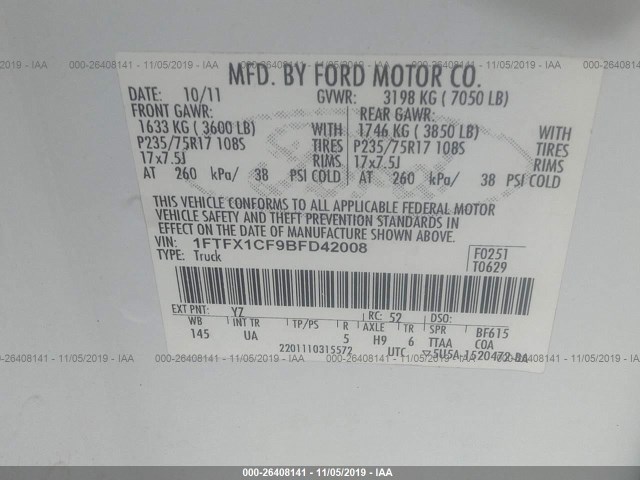 000-26408141 - 11/05/2019 - IAA
MFD. BY FORD MOTOR CO.
DATE: 10/11 GVWR: 3198 KG ( 7050 LB)
FRONT GAWR: REAR GAWR:
1633 KG ( 3600 LB) WITH 1746 KG ( 3850 LB) WITH
P235/75R17 108S TIRES P235/75R17 108S TIRES
17x7.5J RIMS 17x7.5J RIMS
AT 260 kPa/ 38 PSI COLD AT 260 kPa/ 38 PSI COLD
THIS VEHICLE CONFORMS TO ALL APPLICABLE FEDERAL MOTOR
VEHICLE SAFETY AND THEFT PREVENTION STANDARDS IN
EFFECT ON THE DATE OF MANUFACTURE SHOWN ABOVE.
VIN: 1FTFX1CF9BFD42008 F0251
TYPE: Truck T0629
EXT PNT: YZ RC: 52 DSO:
WB INT TR TP/PS R AXLE TR SPR BF615
145 UA 5 H9 6 TTAA COA
2201110315572 UTC 5U5A-1520472-DA
000-26408141 - 11/05/2019 - IAA